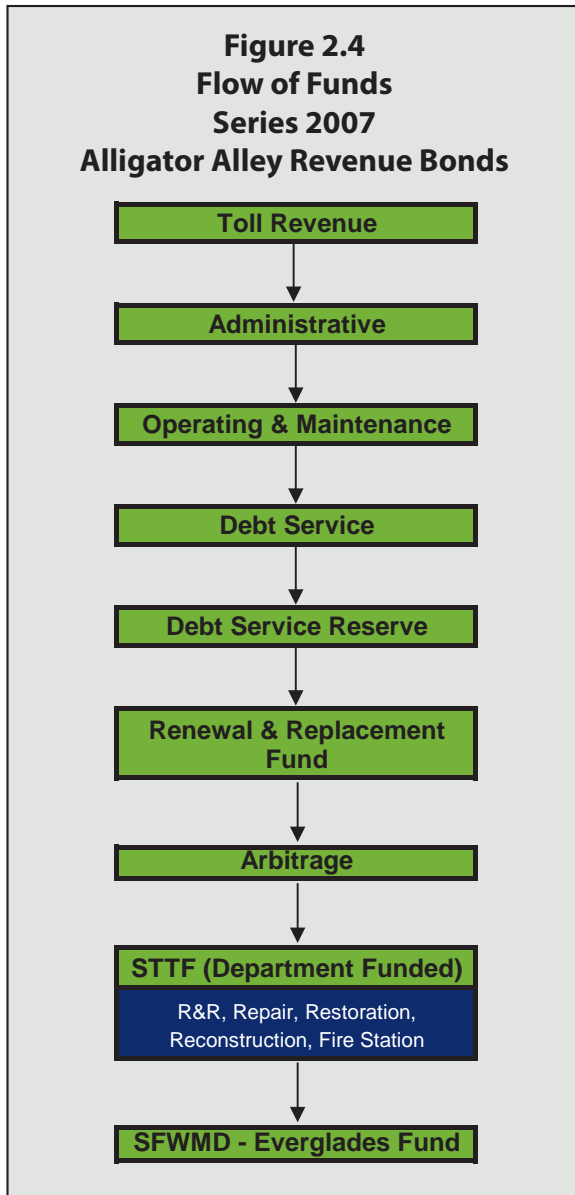 Figure 2.4
Flow of Funds
Series 2007
Alligator Alley Revenue Bonds
Toll Revenue
Administrative
Operating & Maintenance
Debt Service
Debt Service Reserve
Renewal & Replacement
Fund
Arbitrage
STTF (Department Funded)
R&R, Repair, Restoration,
Reconstruction, Fire Station
SFWMD - Everglades Fund